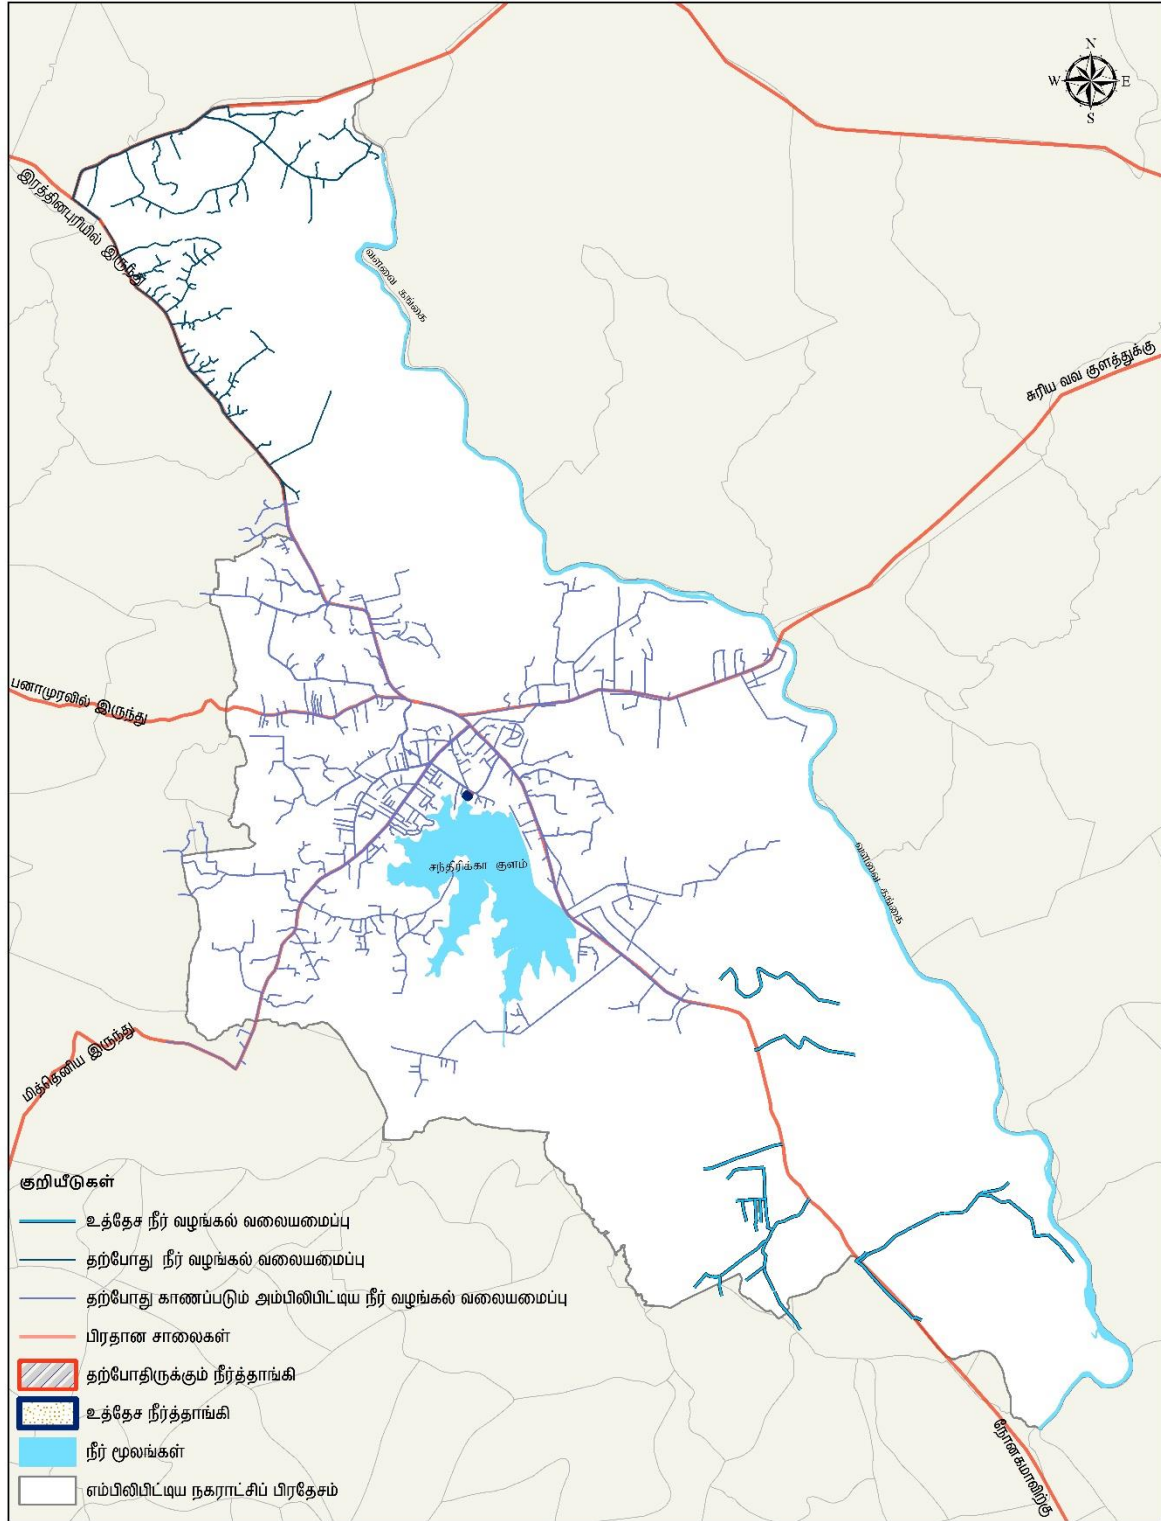 N
W E
S
இரத்தினபுரியில் இருந்து
வளவை கங்கை
சுரிய வவ குளத்துக்கு
பனாமுரவில் இருந்து
சந்திரிக்கா குளம்
வளவை கங்கை
மித்தெனிய இருந்து
குறியீடுகள்
உத்தேச நீர் வழங்கல் வலையமைப்பு
தற்போது நீர் வழங்கல் வலையமைப்பு
தற்போது காணப்படும் அம்பிலிபிட்டிய நீர் வழங்கல் வலையமைப்பு
பிரதான சாலைகள்
தற்போதிருக்கும் நீர்த்தாங்கி
உத்தேச நீர்த்தாங்கி
நீர் மூலங்கள்
எம்பிலிபிட்டிய நகராட்சிப் பிரதேசம்
நோனகமாவிற்கு